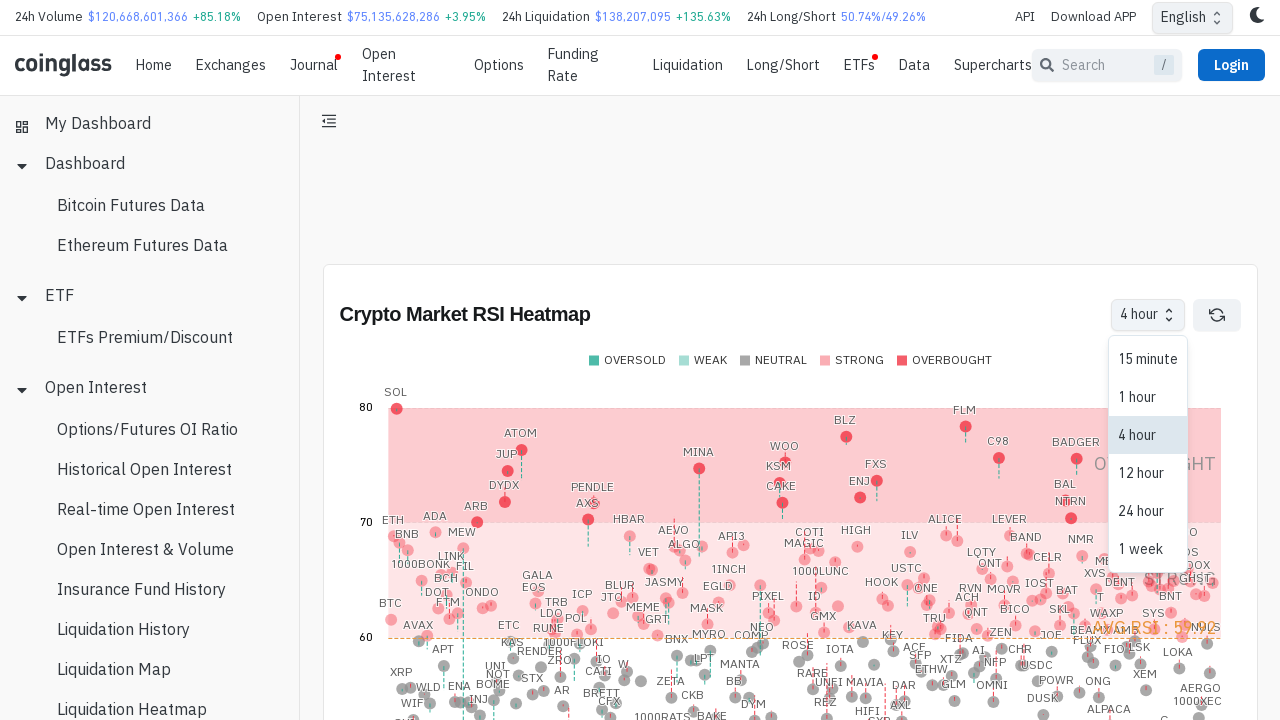 24h Volume $120,668,601,366 +85.18% Open Interest $75,135,628,286 +3.95% 24h Liquidation $138,207,095 +135.63% 24h Long/Short 50.74%/49.26% API Download APP English
coinglass Home Exchanges Journal Open Interest Options Funding Rate Liquidation Long/Short ETFs Data Supercharts Search / Login
My Dashboard
Dashboard
Bitcoin Futures Data
Ethereum Futures Data
ETF
ETFs Premium/Discount
Open Interest
Options/Futures OI Ratio
Historical Open Interest
Real-time Open Interest
Open Interest & Volume
Liquidation History
Liquidation Map
Liquidation Heatmap
Crypto Market RSI Heatmap 4 hour
15 minute
1 hour
4 hour
12 hour
24 hour
1 week
OVERSOLD WEAK NEUTRAL STRONG OVERBOUGHT
80
70
60
SOL
FLM
BLZ
ATOM C98 BADGER
WOO
JUP MINA KSM FXS
DYDX PENDLE CAKE ENJ BAL
ARB AXS NTRN
ETH ADA HBAR ALICE LEVER
BNB MEW AEVO API3 COTI HIGH ILV BAND NMR
ALGO MAGIC
LINK VET LQTY CELR
1000BONK FIL 1INCH 1000LUNC USTC QNT XVS
BCH GALA JASMY EGLD HOOK IOST DENT GHST
DOT ONDO EOS BLUR ICP PIXEL ID ONE RVN MOVR BAT BNT
BTC FTM TRB JTO MEME MASK GMX ACH BICO SKL WAXP SYS
LDO POL GRT TRU
AVAX ETC RUNE MYRO NEO KAVA ZEN JOE BEAMX
KAS 1000FLOKI BNX COMP KEY FIDA FLUX
APT RENDER ROSE IOTA ACE AI CHR FIO LSK LOKA
XRP UNI ZRO IO LPT MANTA SFP XTZ NFP USDC
NOT STX CATI W RARE ETHW XEM
WLD ENA BOME AR BRETT ZETA BB UNFI MAVIA DAR GLM OMNI POWR ONG AERGO
WIF INJ CFX CKB DYM REZ AXL DUSK 1000XEC
1000RATS BAKE HIFI ALPACA
AVG RSI : 59.92